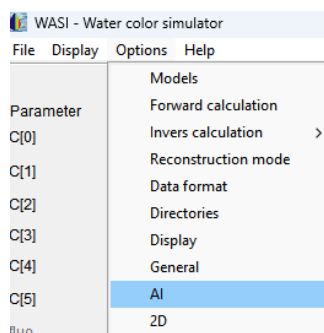 WASI - Water color simulator
File Display Options Help
Models
Parameter
Forward calculation
C[0]
Invers calculation >
C[1]
Reconstruction mode
Data format
C[2]
Directories
C[3]
Display
C[4]
General
C[5]
AI
2D
fluo